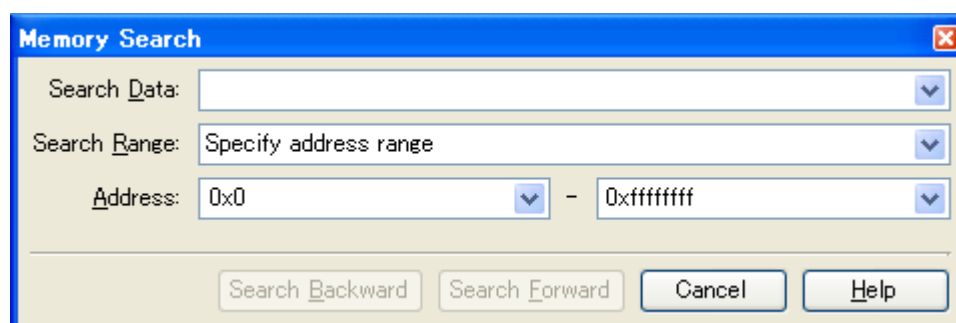 Memory Search
Search Data:
Search Range: Specify address range
Address: 0x0 - 0xffffffff
Search Backward Search Forward Cancel Help